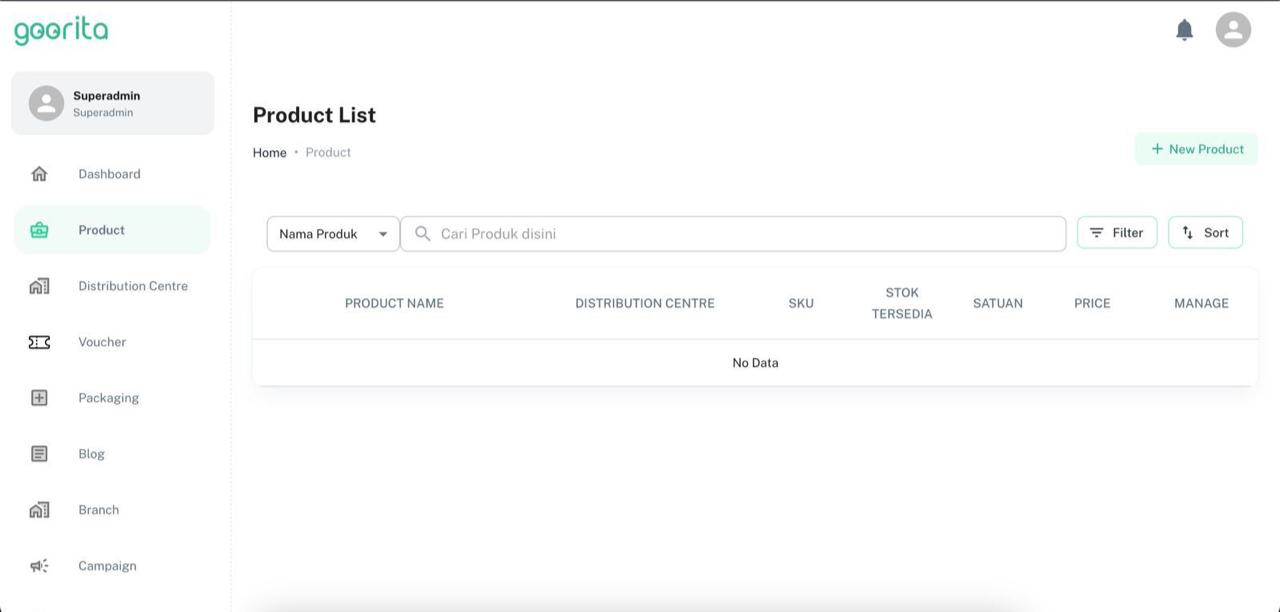 goorita
Superadmin
Superadmin
Dashboard
Product
Distribution Centre
Voucher
Packaging
Blog
Branch
Campaign
Product List
Home • Product
+ New Product
Nama Produk
Cari Produk disini
Filter
Sort
PRODUCT NAME
DISTRIBUTION CENTRE
SKU
STOK
TERSEDIA
SATUAN
PRICE
MANAGE
No Data